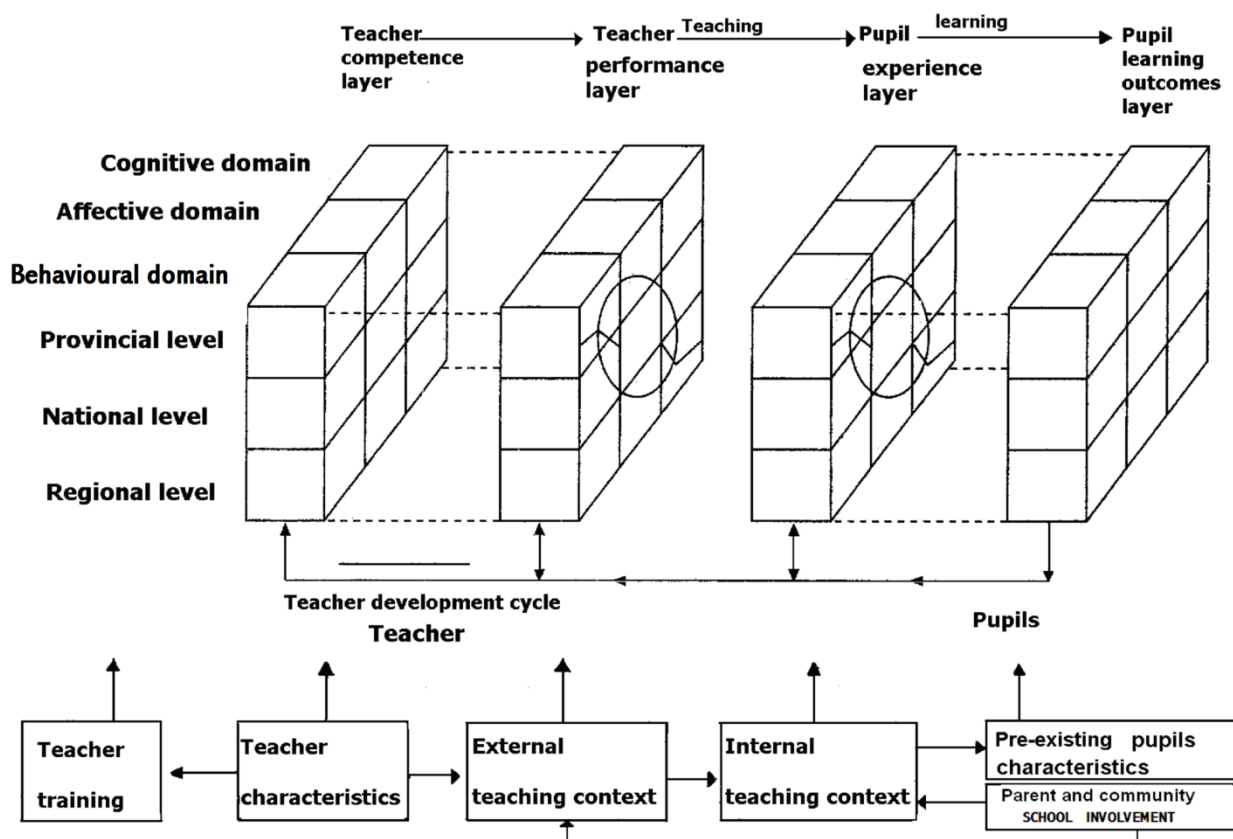 Teacher
competence
layer
Teacher
performance
layer
Teaching
Pupil
experience
layer
learning
Pupil
learning
outcomes
layer
Cognitive domain
Affective domain
Behavioural domain
Provincial level
National level
Regional level
Teacher development cycle
Teacher
Pupils
Teacher
training
Teacher
characteristics
External
teaching context
Internal
teaching context
Pre-existing pupils
characteristics
Parent and community
SCHOOL INVOLVEMENT